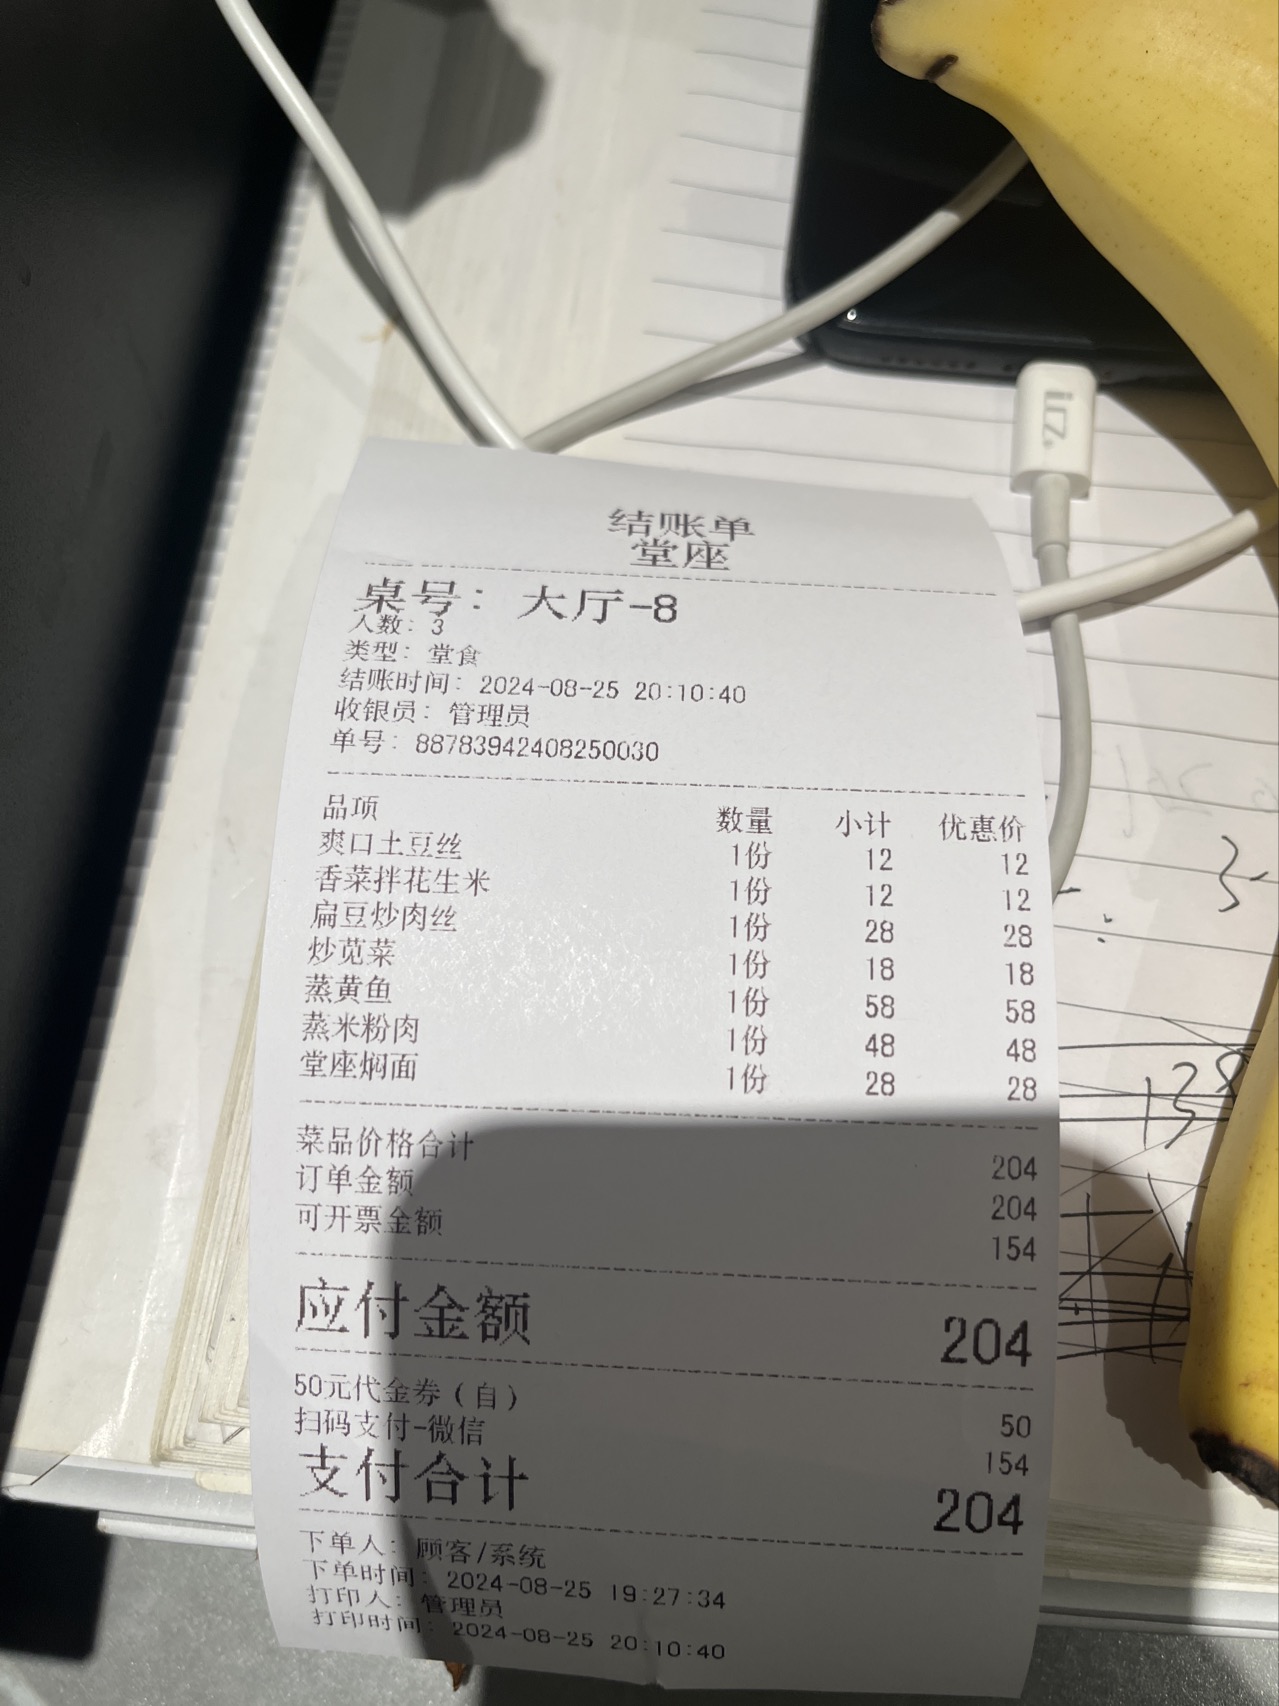 结账单
堂座
桌号: 大厅-8
人数: 3
类型: 堂食
结账时间: 2024-08-25 20:10:40
收银员: 管理员
单号: 88783942408250030
品项 数量 小计 优惠价
爽口土豆丝 1份 12 12
香菜拌花生米 1份 12 12
扁豆炒肉丝 1份 28 28
炒苋菜 1份 18 18
蒸黄鱼 1份 58 58
蒸米粉肉 1份 48 48
堂座焖面 1份 28 28
菜品价格合计 204
订单金额 204
可开票金额 154
应付金额 204
50元代金券(自) 50
扫码支付-微信 154
支付合计 204
下单人: 顾客/系统
下单时间: 2024-08-25 19:27:34
打印人: 管理员
打印时间: 2024-08-25 20:10:40
138